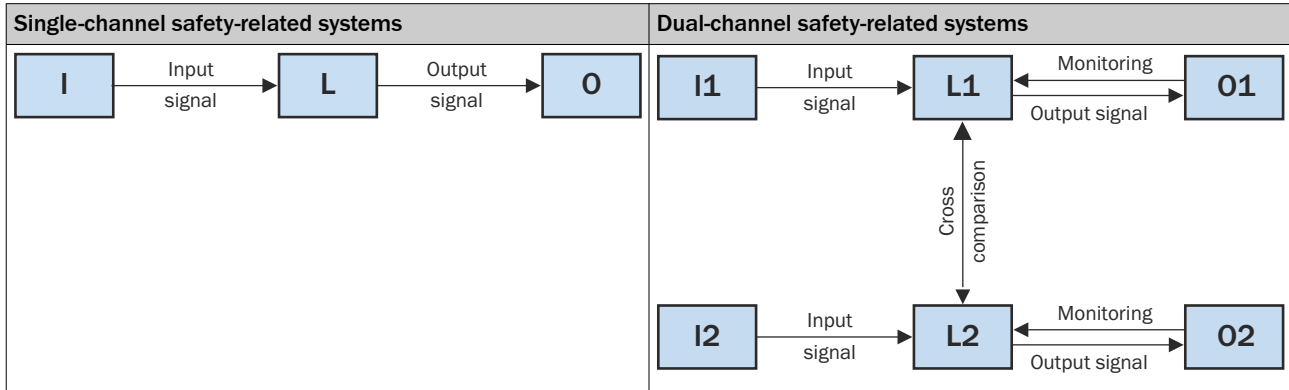 Single-channel safety-related systems
Dual-channel safety-related systems
I
Input
signal
L
Output
signal
O
I1
Input
signal
L1
Monitoring
Output signal
O1
Cross
comparison
I2
Input
signal
L2
Monitoring
Output signal
O2